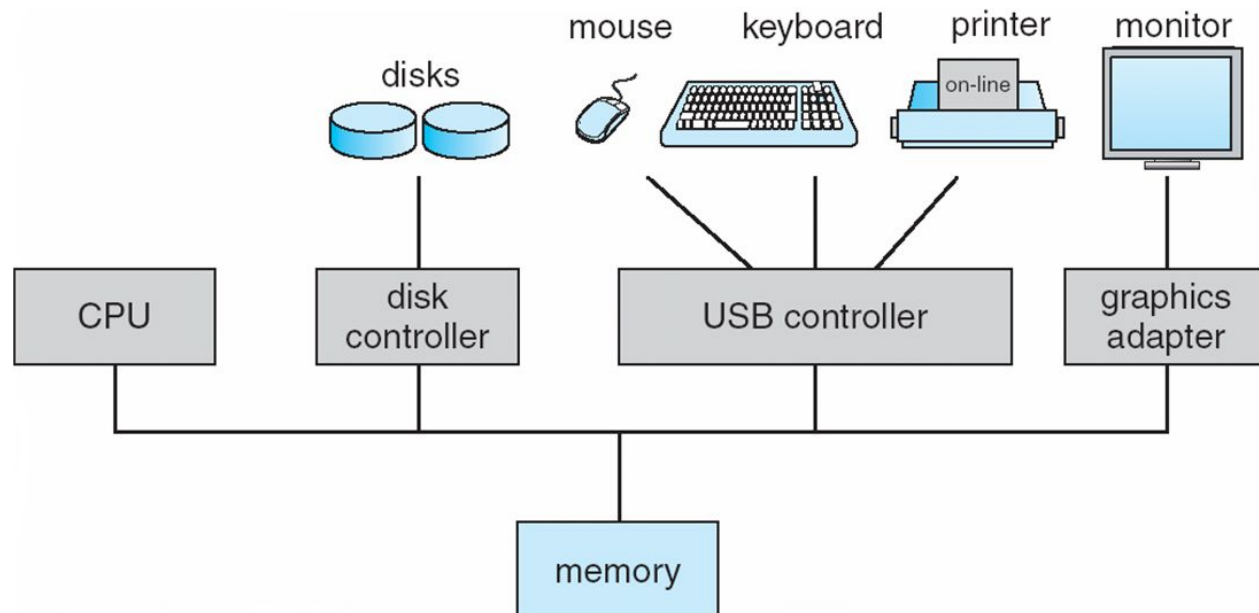 mouse
keyboard
printer
monitor
disks
on-line
CPU
disk
controller
USB controller
graphics
adapter
memory